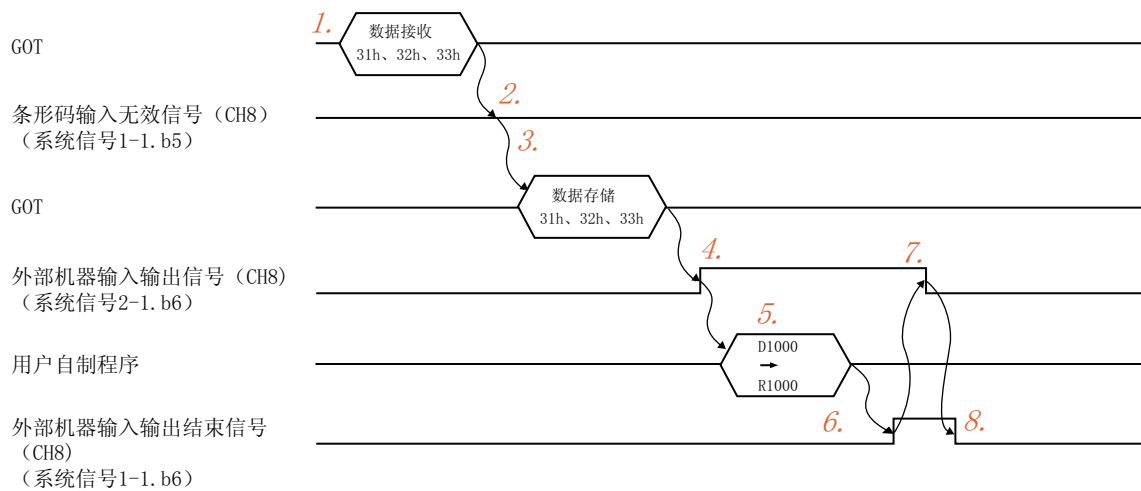 1.
数据接收
31h、32h、33h
GOT
2.
条形码输入无效信号（CH8）
（系统信号1-1.b5）
3.
数据存储
31h、32h、33h
GOT
4.
7.
外部机器输入输出信号（CH8）
（系统信号2-1.b6）
5.
D1000
→
R1000
用户自制程序
6.
8.
外部机器输入输出结束信号
（CH8）
（系统信号1-1.b6）